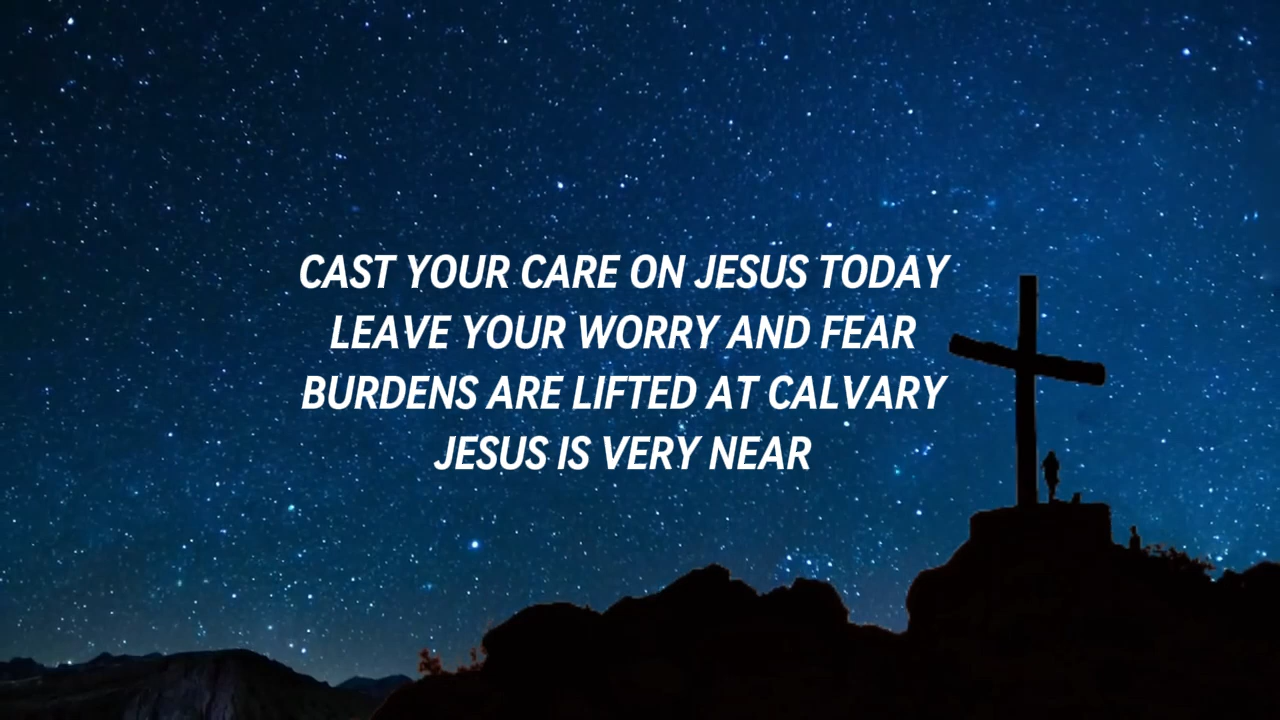 CAST YOUR CARE ON JESUS TODAY
LEAVE YOUR WORRY AND FEAR
BURDENS ARE LIFTED AT CALVARY
JESUS IS VERY NEAR